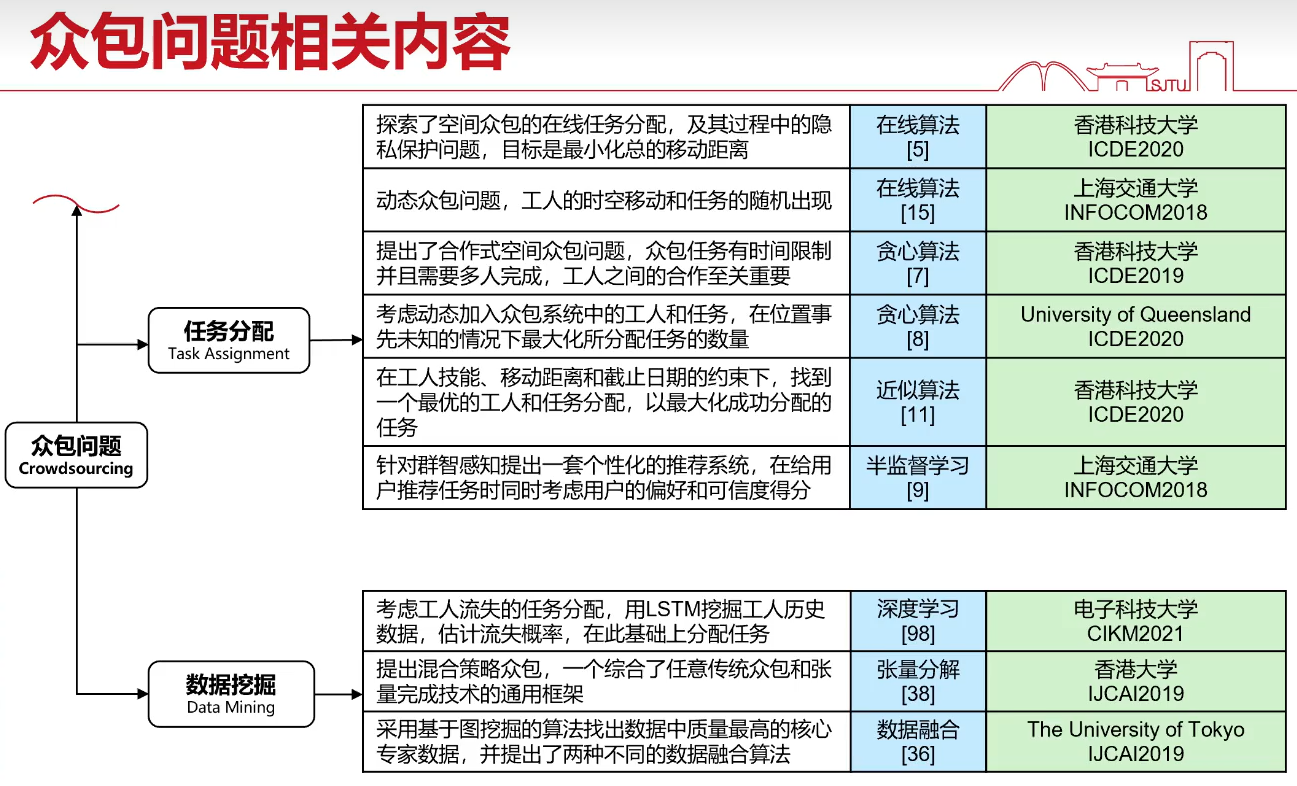 众包问题相关内容
SJTU
探索了空间众包的在线任务分配，及其过程中的隐
私保护问题，目标是最小化总的移动距离
在线算法
[5]
香港科技大学
ICDE2020
动态众包问题，工人的时空移动和任务的随机出现
在线算法
[15]
上海交通大学
INFOCOM2018
提出了合作式空间众包问题，众包任务有时间限制
并且需要多人完成，工人之间的合作至关重要
贪心算法
[7]
香港科技大学
ICDE2019
任务分配
Task Assignment
考虑动态加入众包系统中的工人和任务，在位置事
先未知的情况下最大化所分配任务的数量
贪心算法
[8]
University of Queensland
ICDE2020
在工人技能、移动距离和截止日期的约束下，找到
一个最优的工人和任务分配，以最大化成功分配的
任务
近似算法
[11]
香港科技大学
ICDE2020
众包问题
Crowdsourcing
针对群智感知提出一套个性化的推荐系统，在给用
户推荐任务时同时考虑用户的偏好和可信度得分
半监督学习
[9]
上海交通大学
INFOCOM2018
考虑工人流失的任务分配，用LSTM挖掘工人历史
数据，估计流失概率，在此基础上分配任务
深度学习
[98]
电子科技大学
CIKM2021
数据挖掘
Data Mining
提出混合策略众包，一个综合了任意传统众包和张
量完成技术的通用框架
张量分解
[38]
香港大学
IJCAI2019
采用基于图挖掘的算法找出数据中质量最高的核心
专家数据，并提出了两种不同的数据融合算法
数据融合
[36]
The University of Tokyo
IJCAI2019